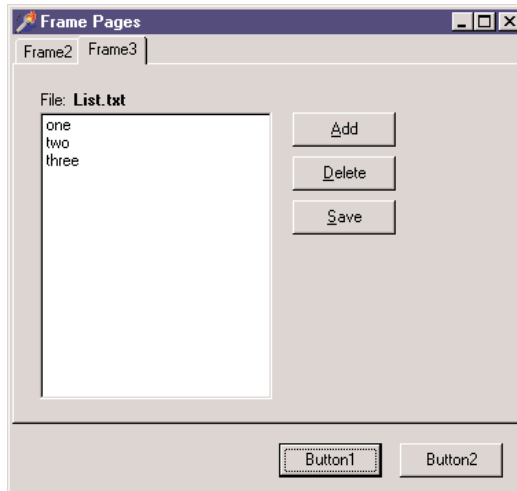 Frame Pages
Frame2 Frame3
File: List.txt
one
two
three
Add
Delete
Save
Button1 Button2